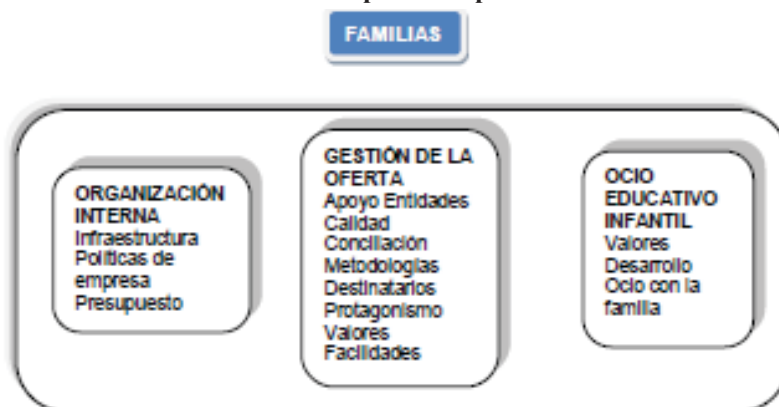 FAMILIAS
ORGANIZACIÓN
INTERNA
Infraestructura
Políticas de
empresa
Presupuesto
GESTIÓN DE LA
OFERTA
Apoyo Entidades
Calidad
Conciliación
Metodologías
Destinatarios
Protagonismo
Valores
Facilidades
OCIO
EDUCATIVO
INFANTIL
Valores
Desarrollo
Ocio con la
familia